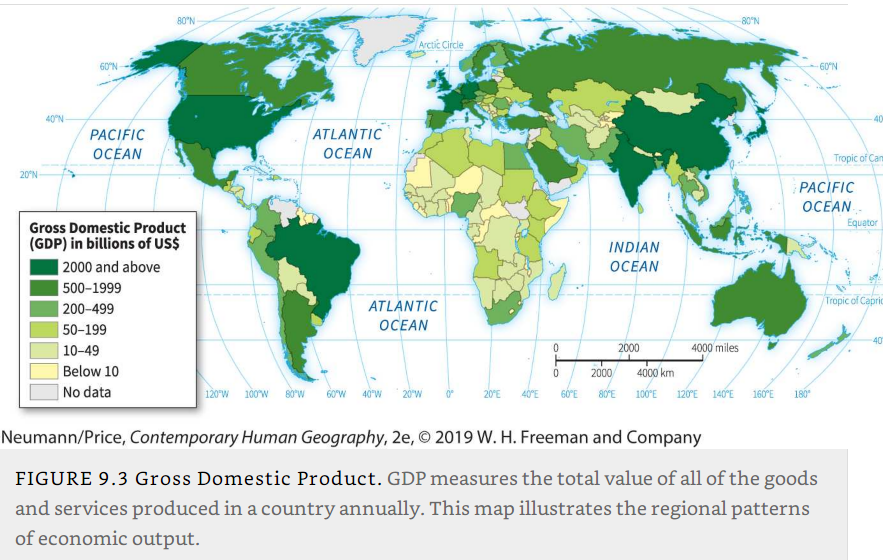 80°N
80°N
Arctic Circle
60°N
60°N
40°N
40
PACIFIC
OCEAN
ATLANTIC
OCEAN
Tropic of Can
20°N
PACIFIC
OCEAN
Equator
Gross Domestic Product
(GDP) in billions of US$
2000 and above
500–1999
200–499
50–199
10–49
Below 10
No data
INDIAN
OCEAN
ATLANTIC
OCEAN
Tropic of Capric
40°
0 2000 4000 miles
0 2000 4000 km
120°W 100°W 80°W 60°W 40°W 20°W 0° 20°E 40°E 60°E 80°E 100°E 120°E 140°E 160°E 180°
Neumann/Price, Contemporary Human Geography, 2e, © 2019 W. H. Freeman and Company
FIGURE 9.3 Gross Domestic Product. GDP measures the total value of all of the goods
and services produced in a country annually. This map illustrates the regional patterns
of economic output.